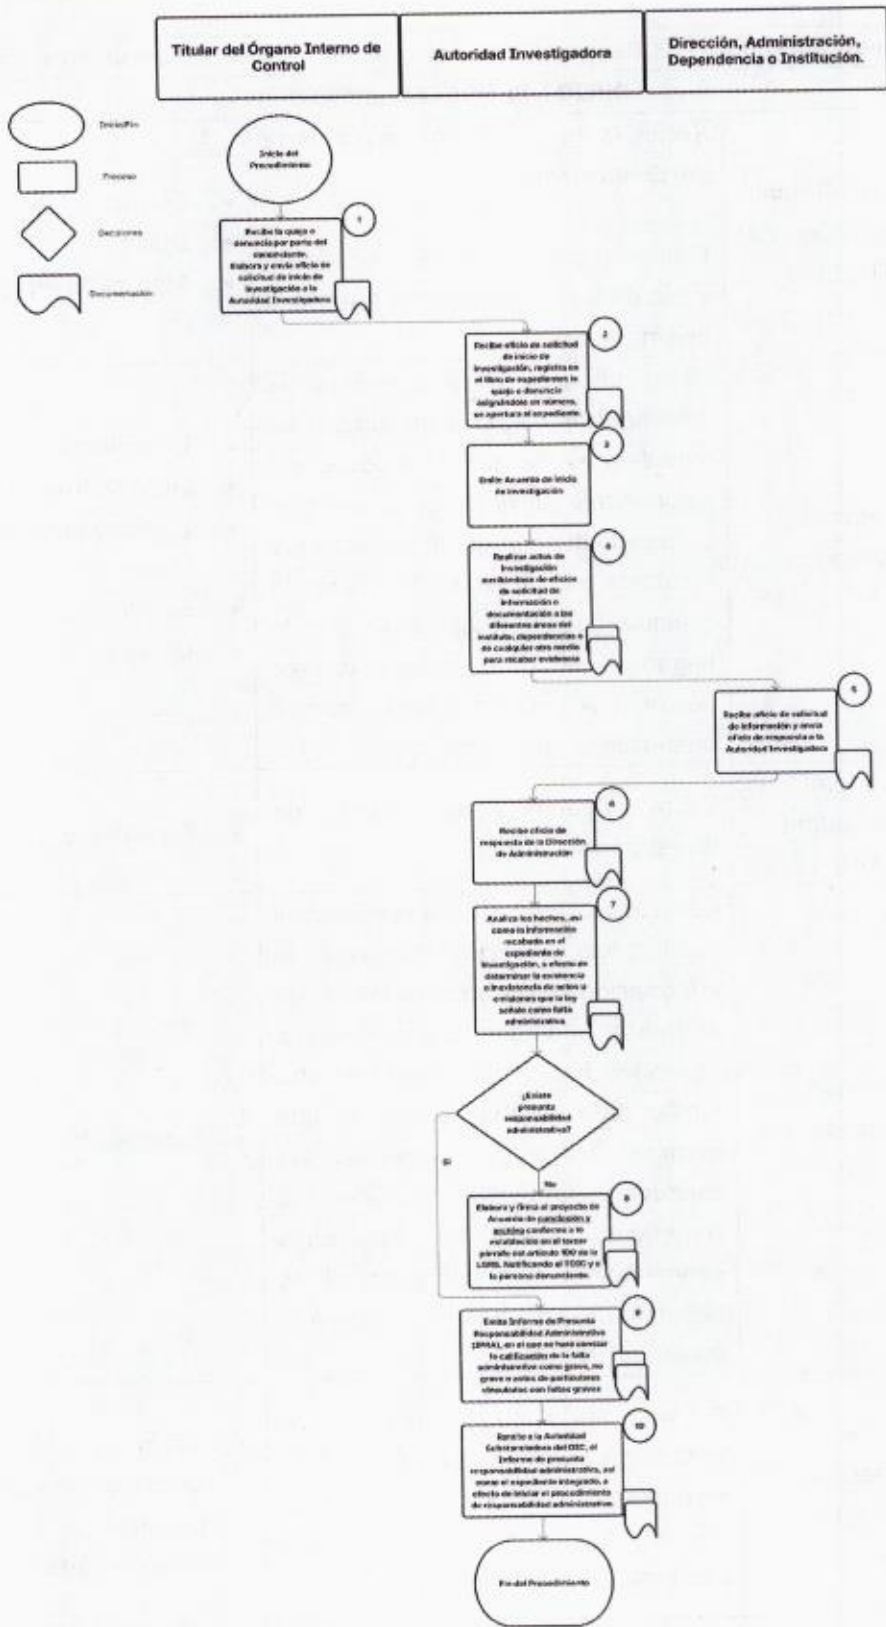 Titular del Órgano Interno de
Control
Autoridad Investigadora
Dirección, Administración,
Dependencia o Institución.
Inicio/Fin
Proceso
Decisiones
Documentación
Inicio del
Procedimiento
1
Recibe la queja o
denuncia por parte del
denunciante.
Elabora y envía oficio de
solicitud de inicio de
investigación a la
Autoridad Investigadora
2
Recibe oficio de solicitud
de inicio de
investigación, registra en
el libro de expedientes la
queja o denuncia
asignándole un número,
se apertura el expediente.
3
Emite Acuerdo de inicio
de investigación
4
Realizar actos de
investigación
auxiliándose de oficios
de solicitud de
información o
documentación a las
diferentes áreas del
instituto, dependencias o
de cualquier otro medio
para recabar evidencia
5
Recibe oficio de solicitud
de información y envía
oficio de respuesta a la
Autoridad Investigadora
6
Recibe oficio de
respuesta de la Dirección
de Administración
7
Analiza los hechos, así
como la información
recabada en el
expediente de
investigación, a efecto de
determinar la existencia
o inexistencia de actos u
omisiones que la ley
señale como falta
administrativa.
¿Existe
presunta
responsabilidad
administrativa?
Si
No
8
Elabora y firma el proyecto de
Acuerdo de conclusión y
archivo conforme a lo
establecido en el tercer
párrafo del artículo 100 de la
LGRA. Notificando al TOIC y a
la persona denunciante.
9
Emite Informe de Presunta
Responsabilidad Administrativa
(IPRA), en el que se hará constar
la calificación de la falta
administrativa como grave, no
grave o actos de particulares
vinculados con faltas graves
10
Remite a la Autoridad
Substanciadora del OIC, el
Informe de presunta
responsabilidad administrativa, así
como el expediente integrado, a
efecto de iniciar el procedimiento
de responsabilidad administrativa
Fin del Procedimiento